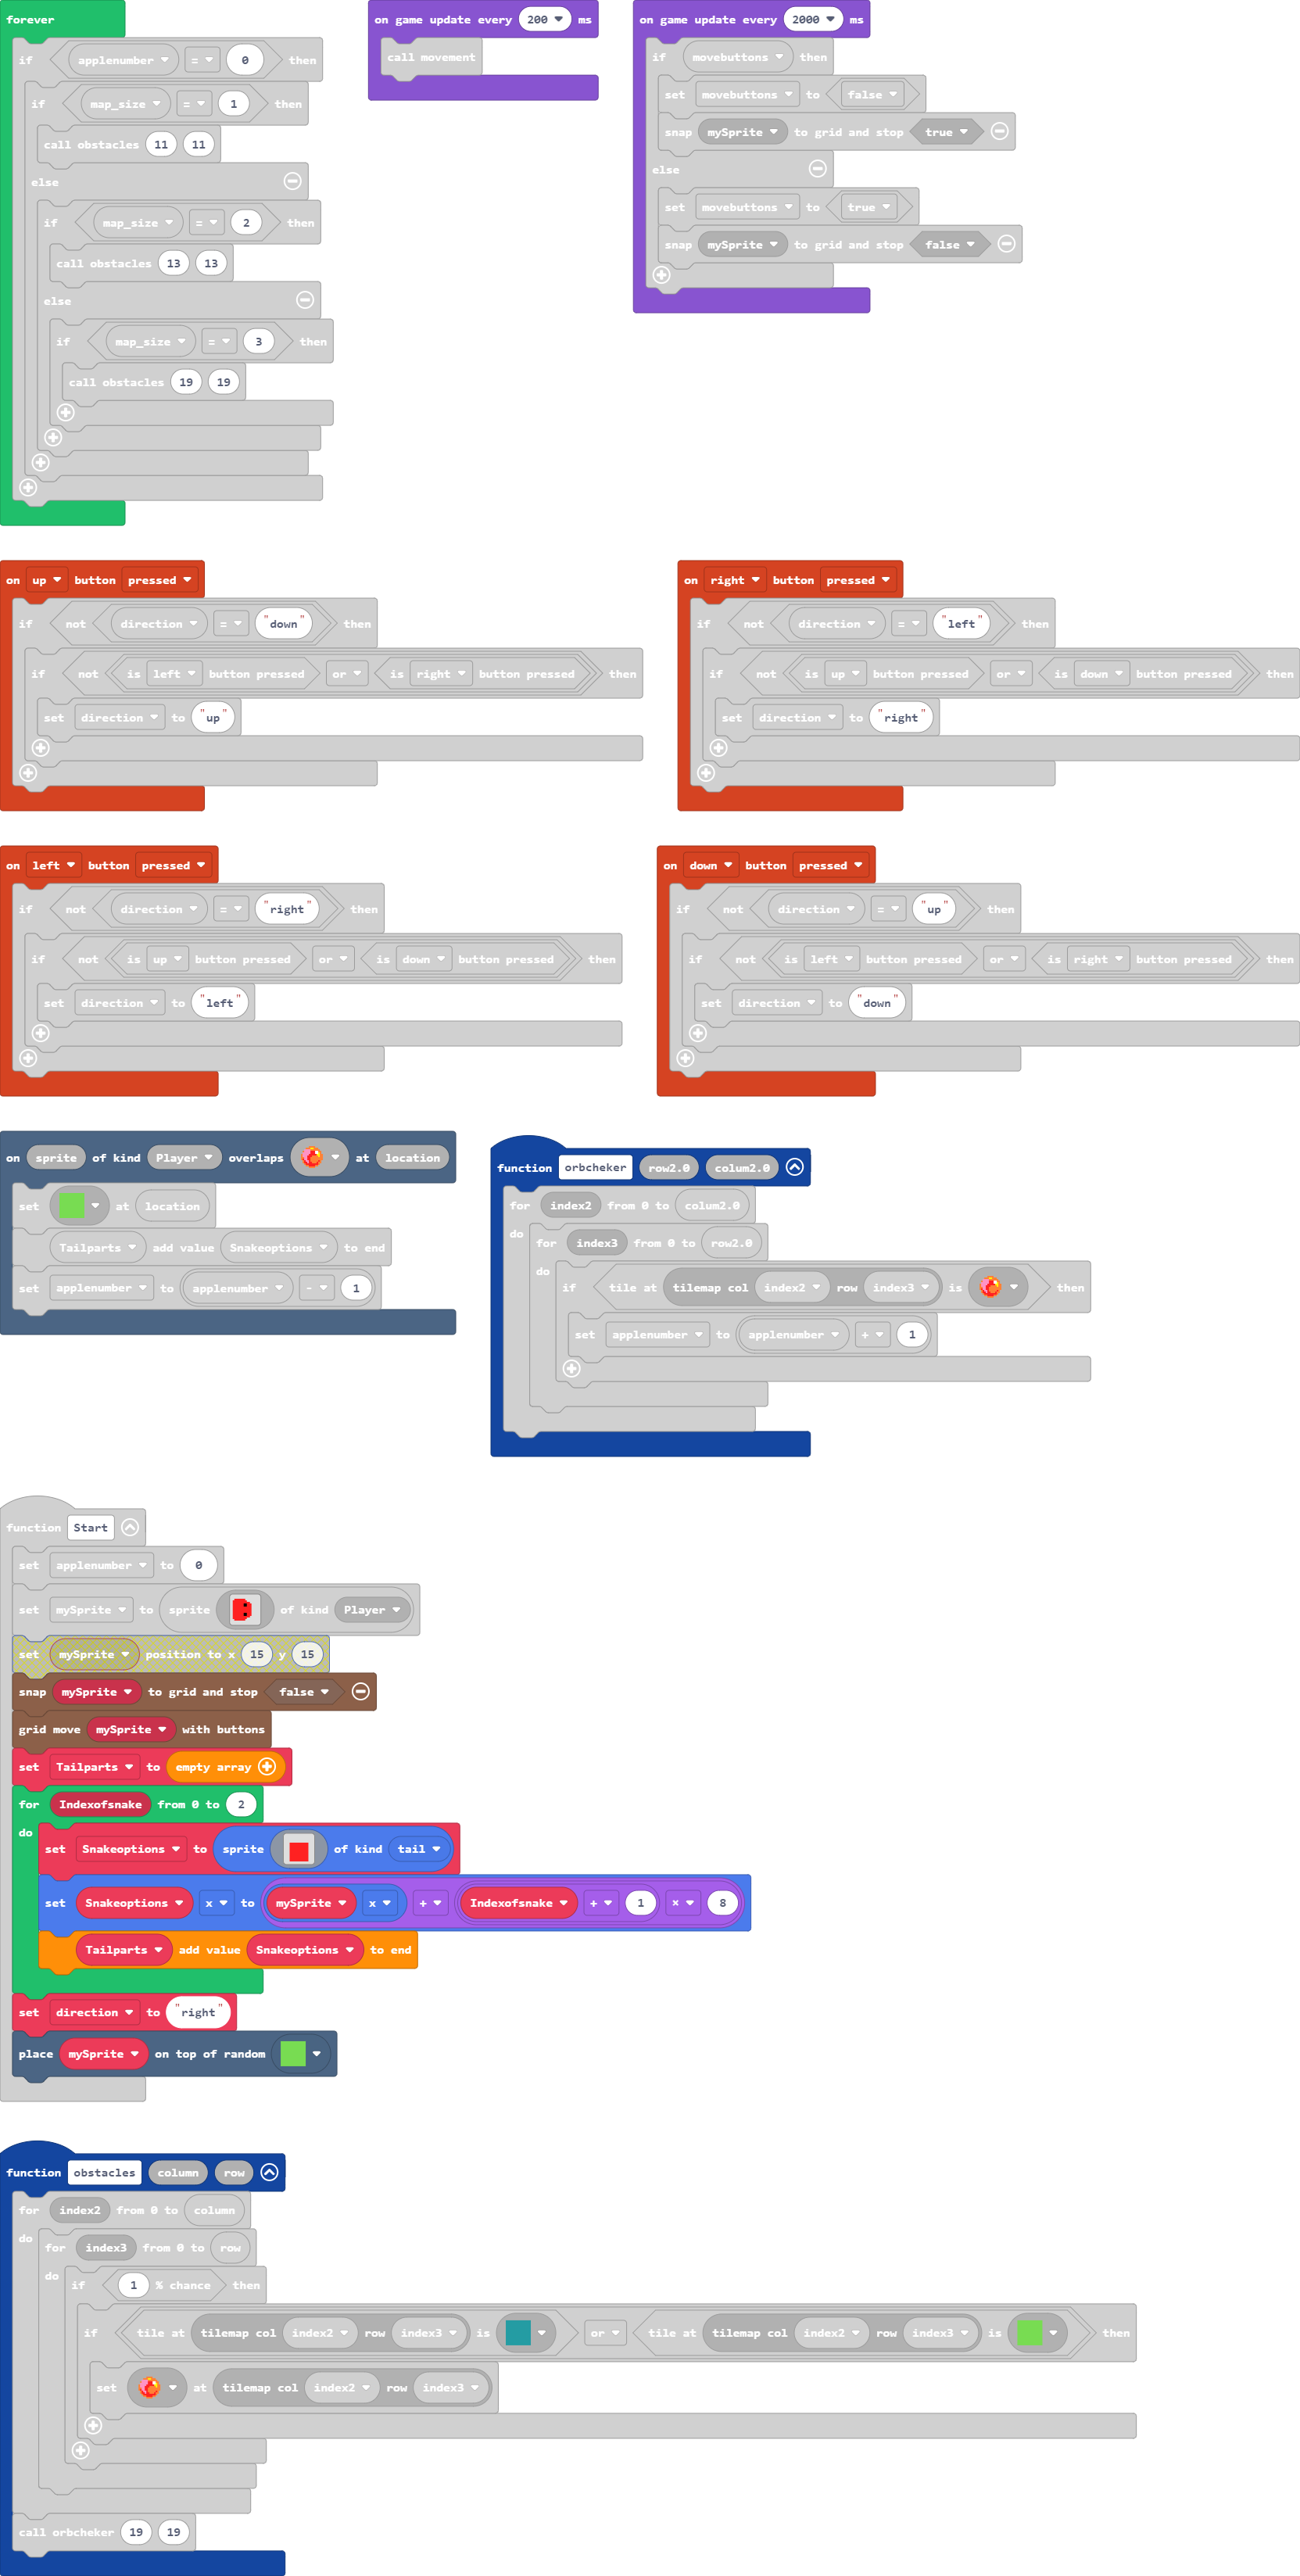 forever
if applenumber = 0 then
if map_size = 1 then
call obstacles 11 11
else
if map_size = 2 then
call obstacles 13 13
else
if map_size = 3 then
call obstacles 19 19
on game update every 200 ms
call movement
on game update every 2000 ms
if movebuttons then
set movebuttons to false
snap mySprite to grid and stop true
else
set movebuttons to true
snap mySprite to grid and stop false
on up button pressed
if not direction = "down" then
if not is left button pressed or is right button pressed then
set direction to "up"
on right button pressed
if not direction = "left" then
if not is up button pressed or is down button pressed then
set direction to "right"
on left button pressed
if not direction = "right" then
if not is up button pressed or is down button pressed then
set direction to "left"
on down button pressed
if not direction = "up" then
if not is left button pressed or is right button pressed then
set direction to "down"
on sprite of kind Player overlaps at location
set at location
Tailparts add value Snakeoptions to end
set applenumber to applenumber - 1
function orbcheker row2.0 colum2.0
for index2 from 0 to colum2.0
do for index3 from 0 to row2.0
do if tile at tilemap col index2 row index3 is then
set applenumber to applenumber + 1
function Start
set applenumber to 0
set mySprite to sprite of kind Player
set mySprite position to x 15 y 15
snap mySprite to grid and stop false
grid move mySprite with buttons
set Tailparts to empty array
for Indexofsnake from 0 to 2
do set Snakeoptions to sprite of kind tail
set Snakeoptions x to mySprite x + Indexofsnake + 1 × 8
Tailparts add value Snakeoptions to end
set direction to "right"
place mySprite on top of random
function obstacles column row
for index2 from 0 to column
do for index3 from 0 to row
do if 1 % chance then
if tile at tilemap col index2 row index3 is or tile at tilemap col index2 row index3 is then
set at tilemap col index2 row index3
call orbcheker 19 19